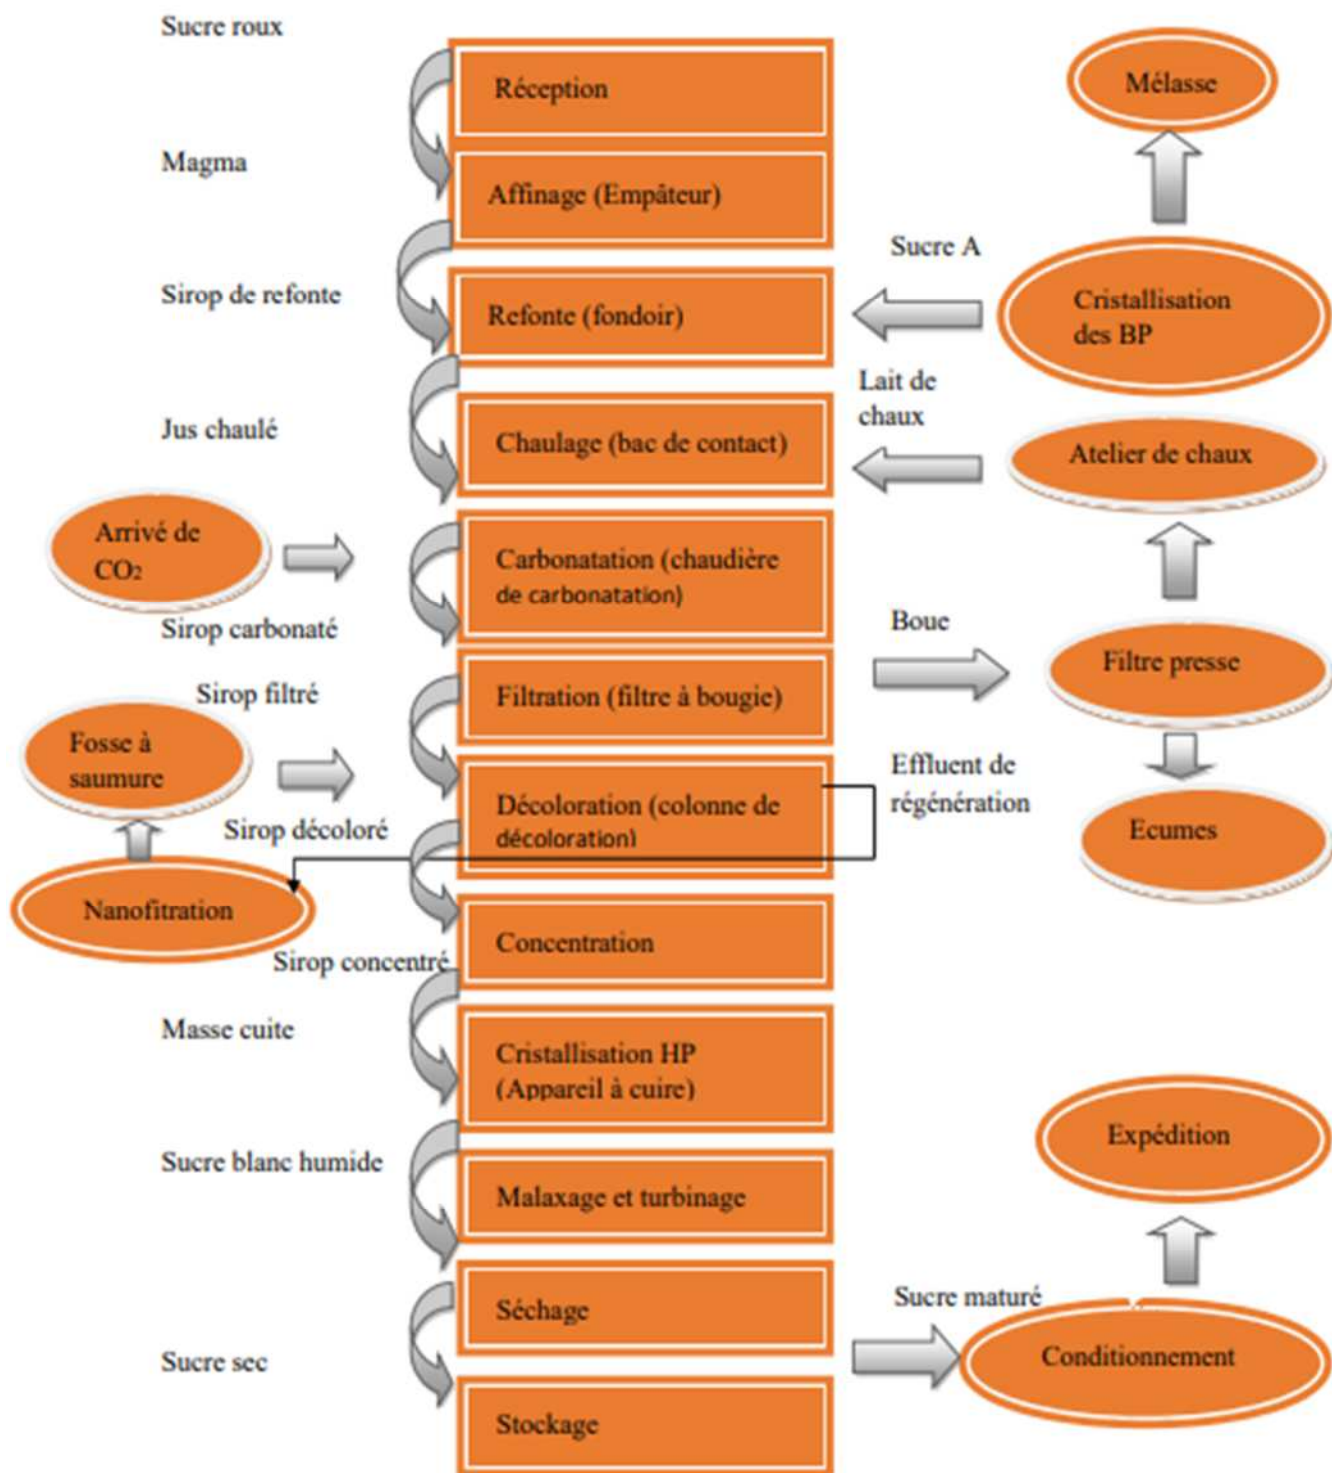 Sucre roux
Réception
Mélasse
Magma
Affinage (Empâteur)
Sucre A
Sirop de refonte
Refonte (fondoir)
Cristallisation
des BP
Lait de
chaux
Jus chaulé
Chaulage (bac de contact)
Atelier de chaux
Arrivé de
CO₂
Carbonatation (chaudière
de carbonatation)
Sirop carbonaté
Boue
Filtre presse
Sirop filtré
Filtration (filtre à bougie)
Fosse à
saumure
Effluent de
régénération
Sirop décoloré
Décoloration (colonne de
décoloration)
Ecumes
Nanofitration
Concentration
Sirop concentré
Masse cuite
Cristallisation HP
(Appareil à cuire)
Expédition
Sucre blanc humide
Malaxage et turbinage
Séchage
Sucre maturé
Sucre sec
Conditionnement
Stockage